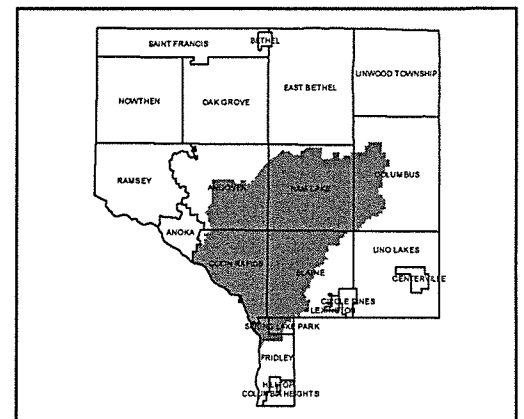 SAINT FRANCIS
BETHEL
LINWOOD TOWNSHIP
EAST BETHEL
NOWTHEN
OAK GROVE
RAMSEY
ANDOVER
HAM LAKE
COLUMBUS
ANOKA
LINO LAKES
COON RAPIDS
BLAINE
CENTERVILLE
CIRCLE PINES
LEXINGTON
SPRING LAKE PARK
FRIDLEY
HILLTOP
COLUMBIA HEIGHTS